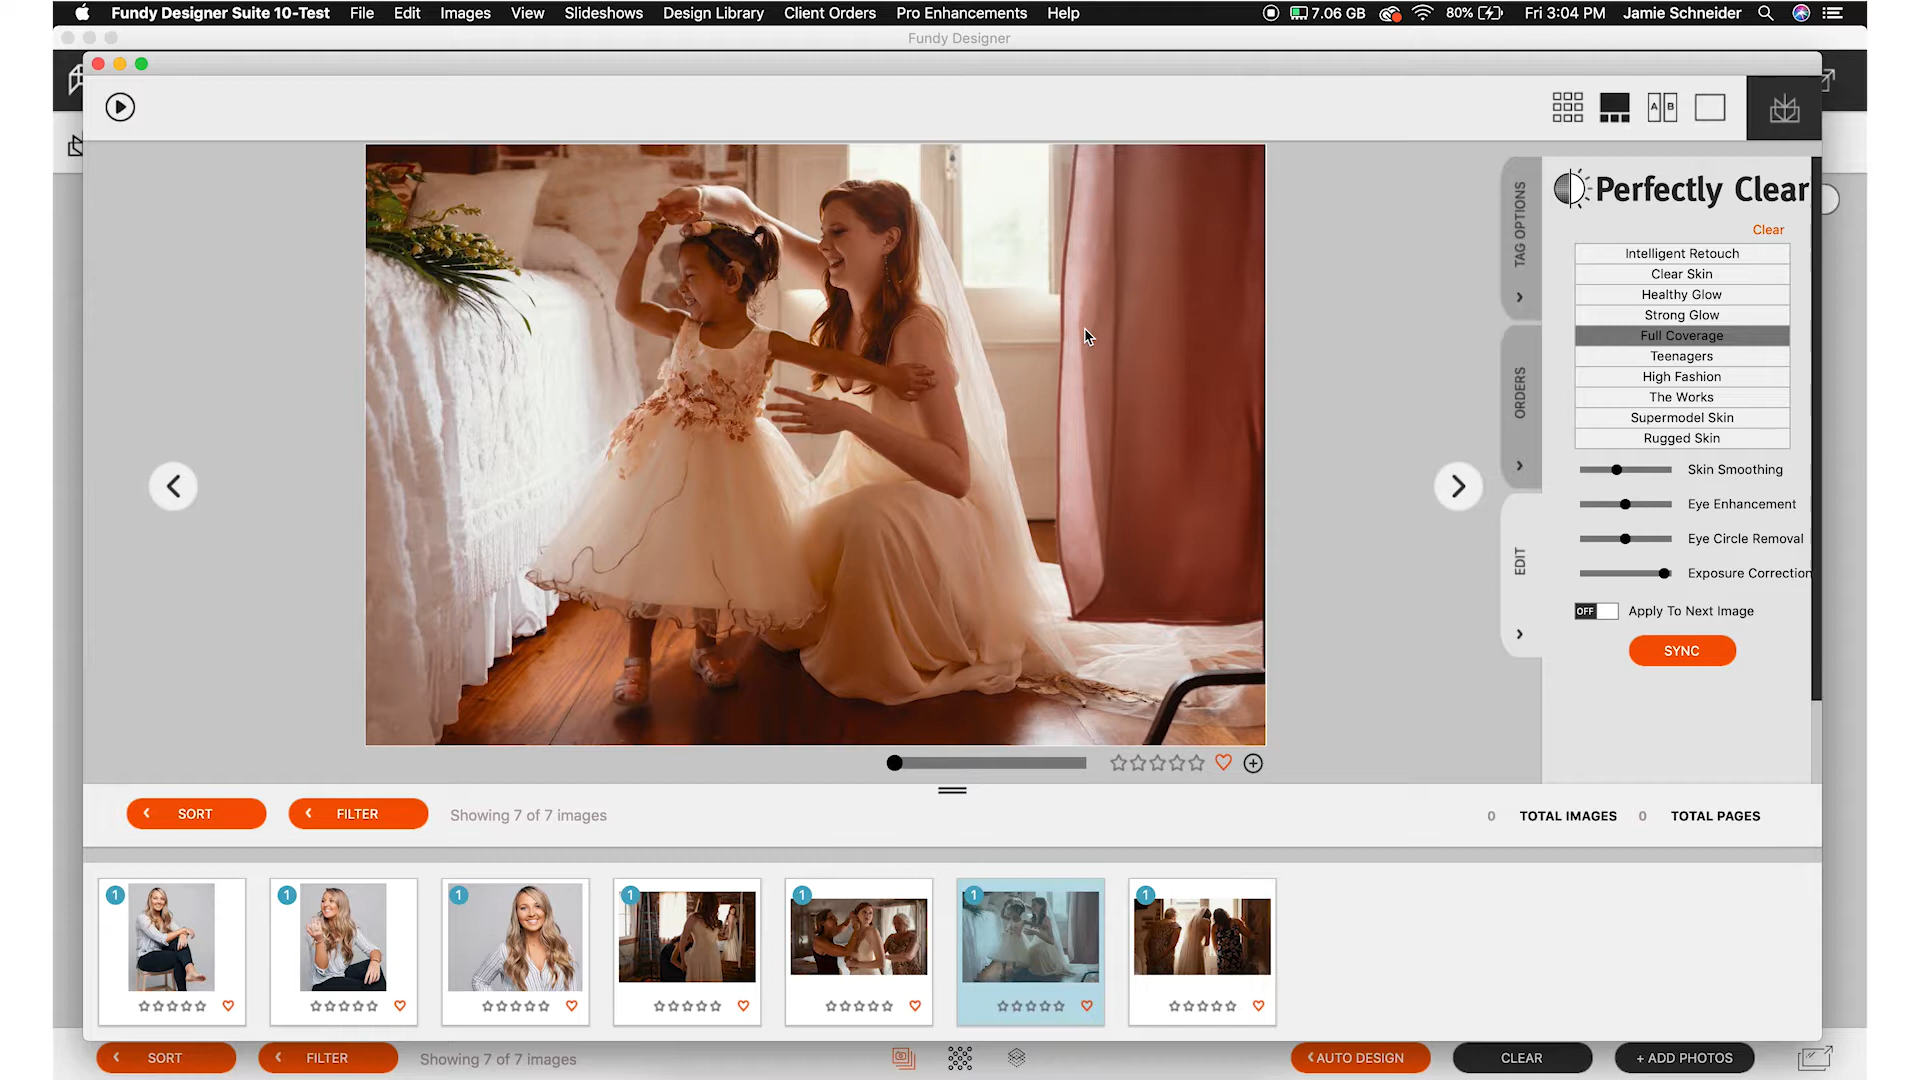 Fundy Designer Suite 10-Test File Edit Images View Slideshows Design Library Client Orders Pro Enhancements Help 7.06 GB 80% Fri 3:04 PM Jamie Schneider
Fundy Designer
A B
TAG OPTIONS
ORDERS
EDIT
Perfectly Clear
Clear
Intelligent Retouch
Clear Skin
Healthy Glow
Strong Glow
Full Coverage
Teenagers
High Fashion
The Works
Supermodel Skin
Rugged Skin
Skin Smoothing
Eye Enhancement
Eye Circle Removal
Exposure Correction
OFF Apply To Next Image
SYNC
SORT FILTER Showing 7 of 7 images 0 TOTAL IMAGES 0 TOTAL PAGES
1 1 1 1 1 1 1
SORT FILTER Showing 7 of 7 images AUTO DESIGN CLEAR + ADD PHOTOS